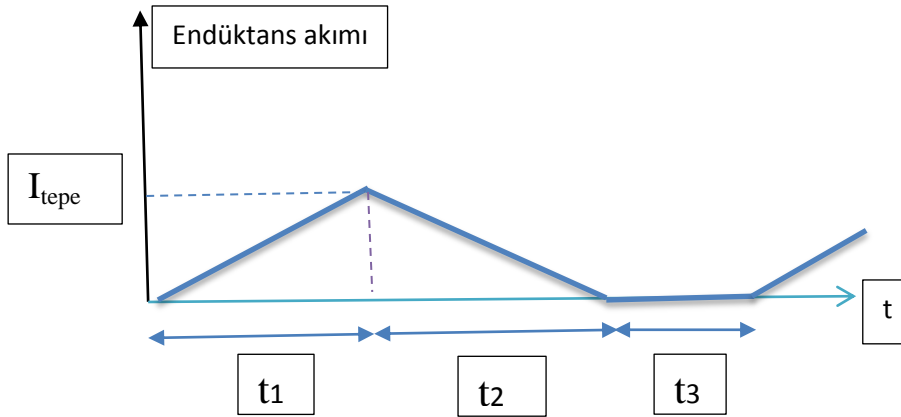 Endüktans akımı
Itepe
t
t1
t2
t3